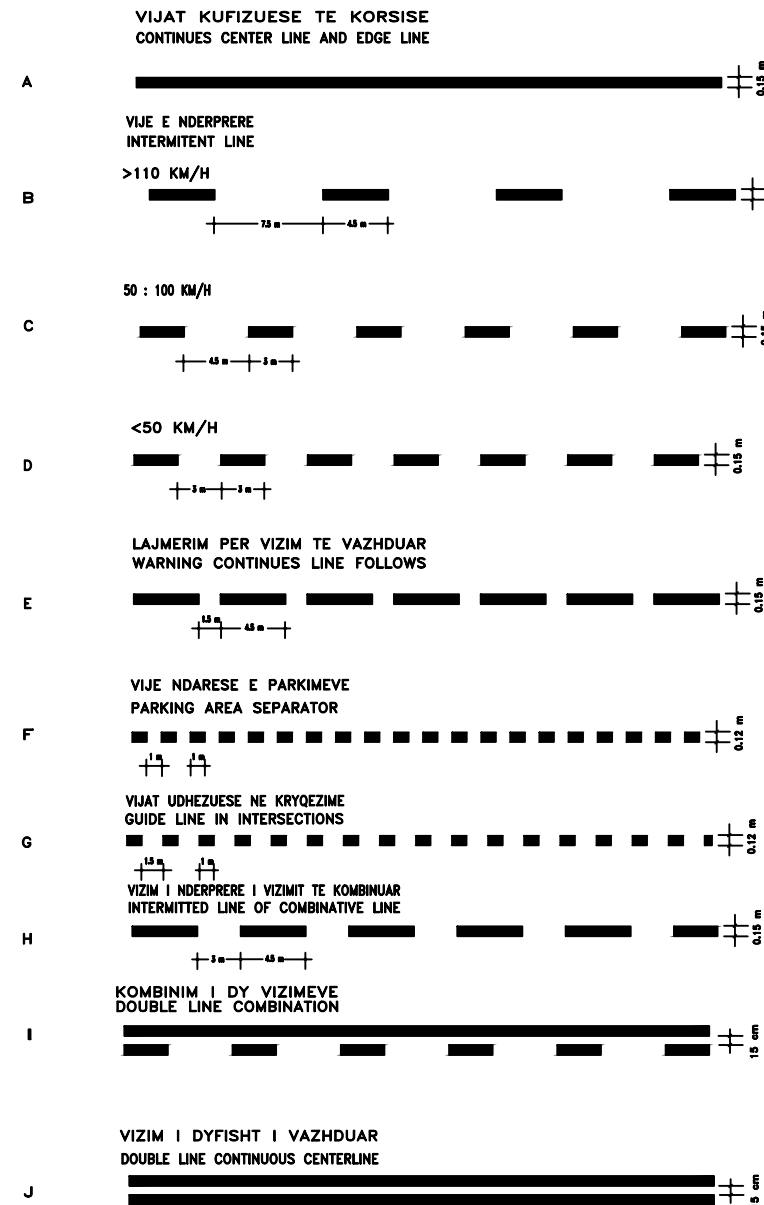 VIJAT KUFIZUESE TE KORSISE
CONTINUES CENTER LINE AND EDGE LINE
A
0.15 m
VIJE E NDERPRERE
INTERMITENT LINE
>110 KM/H
B
7.5 m
4.5 m
50 : 100 KM/H
C
4.5 m
3 m
<50 KM/H
D
0.15 m
3 m
3 m
LAJMERIM PER VIZIM TE VAZHDUAR
WARNING CONTINUES LINE FOLLOWS
E
0.15 m
1.5 m
4.5 m
VIJE NDARESE E PARKIMEVE
PARKING AREA SEPARATOR
F
0.12 m
1 m
1 m
VIJAT UDHEZUESE NE KRYQEZIME
GUIDE LINE IN INTERSECTIONS
G
0.12 m
1.5 m
1 m
VIZIM I NDERPRERE I VIZIMIT TE KOMBINUAR
INTERMITTED LINE OF COMBINATIVE LINE
H
0.15 m
3 m
4.5 m
KOMBINIM I DY VIZIMEVE
DOUBLE LINE COMBINATION
I
15 cm
VIZIM I DYFISHT I VAZHDUAR
DOUBLE LINE CONTINUOUS CENTERLINE
J
5 cm